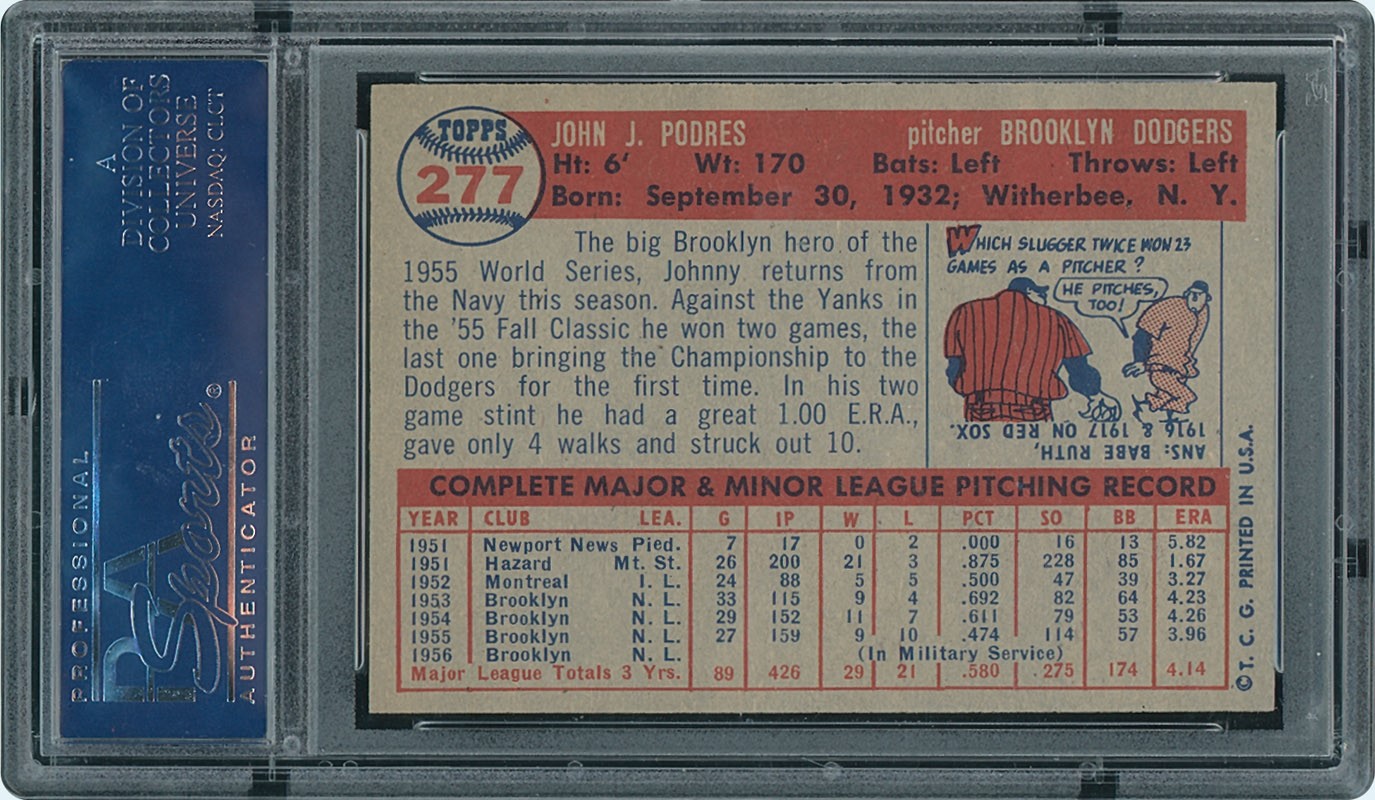 A
DIVISION OF
COLLECTORS
UNIVERSE
NASDAQ: CLCT
PROFESSIONAL
PSA
Sports®
AUTHENTICATOR
TOPPS
277
JOHN J. PODRES pitcher BROOKLYN DODGERS
Ht: 6' Wt: 170 Bats: Left Throws: Left
Born: September 30, 1932; Witherbee, N. Y.
The big Brooklyn hero of the
1955 World Series, Johnny returns from
the Navy this season. Against the Yanks in
the '55 Fall Classic he won two games, the
last one bringing the Championship to the
Dodgers for the first time. In his two
game stint he had a great 1.00 E.R.A.,
gave only 4 walks and struck out 10.
WHICH SLUGGER TWICE WON 23
GAMES AS A PITCHER?
HE PITCHES,
TOO!
ANS: BABE RUTH,
1916 & 1917 ON RED SOX.
COMPLETE MAJOR & MINOR LEAGUE PITCHING RECORD
YEAR CLUB LEA. G IP W L PCT SO BB ERA
1951 Newport News Pied. 7 17 0 2 .000 16 13 5.82
1951 Hazard Mt. St. 26 200 21 3 .875 228 85 1.67
1952 Montreal I. L. 24 88 5 5 .500 47 39 3.27
1953 Brooklyn N. L. 33 115 9 4 .692 82 64 4.23
1954 Brooklyn N. L. 29 152 11 7 .611 79 53 4.26
1955 Brooklyn N. L. 27 159 9 10 .474 114 57 3.96
1956 Brooklyn N. L. (In Military Service)
Major League Totals 3 Yrs. 89 426 29 21 .580 275 174 4.14
©T. C. G. PRINTED IN U.S.A.